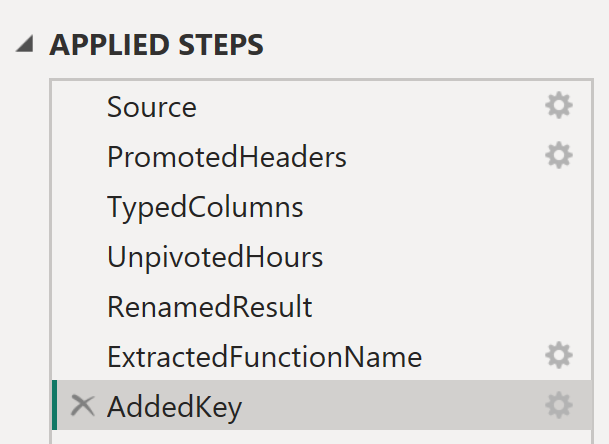 APPLIED STEPS
Source
PromotedHeaders
TypedColumns
UnpivotedHours
RenamedResult
ExtractedFunctionName
AddedKey